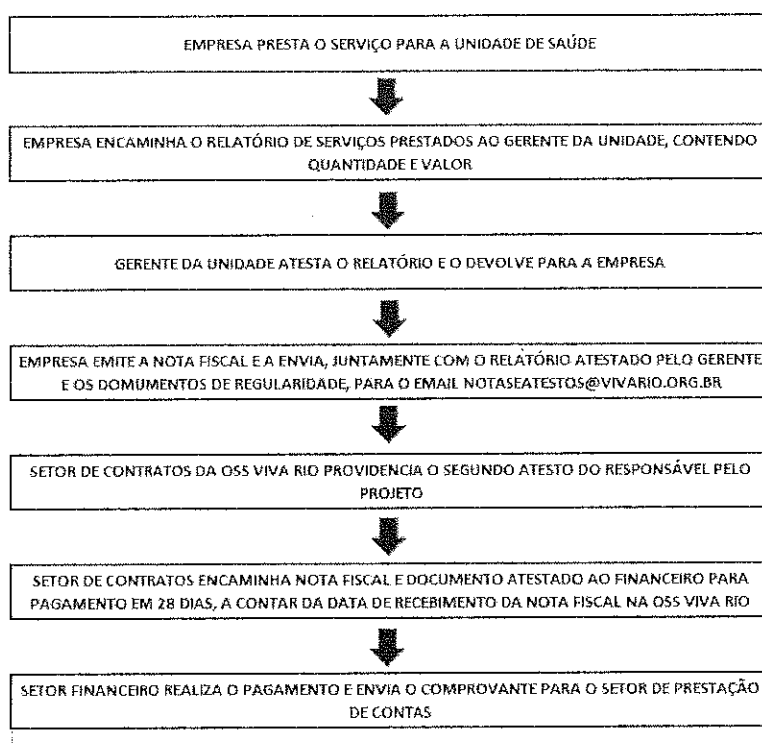 EMPRESA PRESTA O SERVIÇO PARA A UNIDADE DE SAÚDE
EMPRESA ENCAMINHA O RELATÓRIO DE SERVIÇOS PRESTADOS AO GERENTE DA UNIDADE, CONTENDO
QUANTIDADE E VALOR
GERENTE DA UNIDADE ATESTA O RELATÓRIO E O DEVOLVE PARA A EMPRESA
EMPRESA EMITE A NOTA FISCAL E A ENVIA, JUNTAMENTE COM O RELATÓRIO ATESTADO PELO GERENTE
E OS DOMUMENTOS DE REGULARIDADE, PARA O EMAIL NOTASEATESTOS@VIVARIO.ORG.BR
SETOR DE CONTRATOS DA OSS VIVA RIO PROVIDENCIA O SEGUNDO ATESTO DO RESPONSÁVEL PELO
PROJETO
SETOR DE CONTRATOS ENCAMINHA NOTA FISCAL E DOCUMENTO ATESTADO AO FINANCEIRO PARA
PAGAMENTO EM 28 DIAS, A CONTAR DA DATA DE RECEBIMENTO DA NOTA FISCAL NA OSS VIVA RIO
SETOR FINANCEIRO REALIZA O PAGAMENTO E ENVIA O COMPROVANTE PARA O SETOR DE PRESTAÇÃO
DE CONTAS